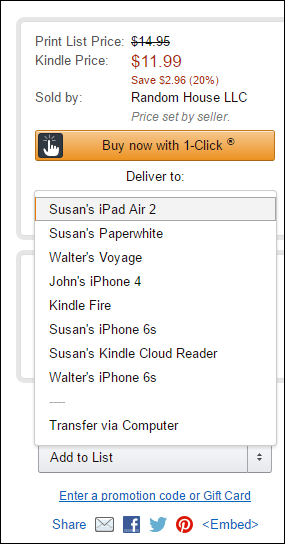 Print List Price: $14.95
Kindle Price: $11.99
Save $2.96 (20%)
Sold by: Random House LLC
Price set by seller.
Buy now with 1-Click ®
Deliver to:
Susan's iPad Air 2
Susan's Paperwhite
Walter's Voyage
John's iPhone 4
Kindle Fire
Susan's iPhone 6s
Susan's Kindle Cloud Reader
Walter's iPhone 6s
----
Transfer via Computer
Add to List
Enter a promotion code or Gift Card
Share <Embed>